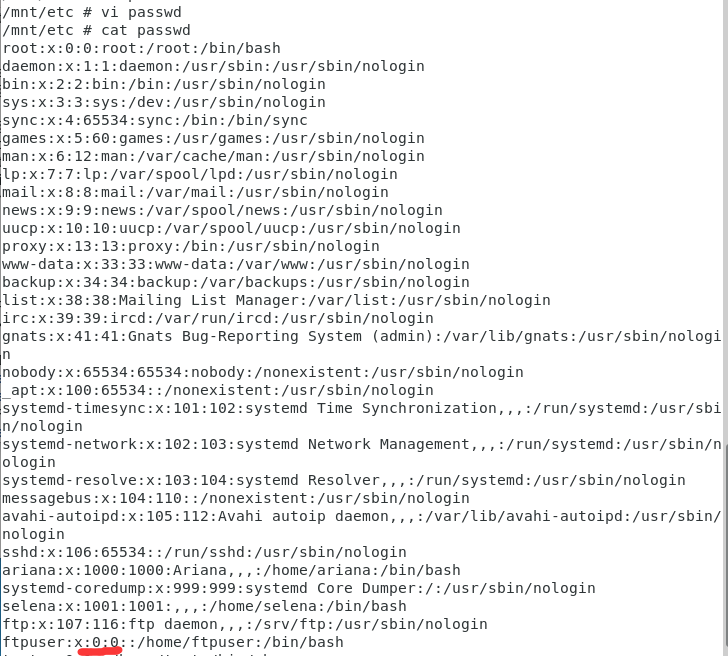 /mnt/etc # vi passwd
/mnt/etc # cat passwd
root:x:0:0:root:/root:/bin/bash
daemon:x:1:1:daemon:/usr/sbin:/usr/sbin/nologin
bin:x:2:2:bin:/bin:/usr/sbin/nologin
sys:x:3:3:sys:/dev:/usr/sbin/nologin
sync:x:4:65534:sync:/bin:/bin/sync
games:x:5:60:games:/usr/games:/usr/sbin/nologin
man:x:6:12:man:/var/cache/man:/usr/sbin/nologin
lp:x:7:7:lp:/var/spool/lpd:/usr/sbin/nologin
mail:x:8:8:mail:/var/mail:/usr/sbin/nologin
news:x:9:9:news:/var/spool/news:/usr/sbin/nologin
uucp:x:10:10:uucp:/var/spool/uucp:/usr/sbin/nologin
proxy:x:13:13:proxy:/bin:/usr/sbin/nologin
www-data:x:33:33:www-data:/var/www:/usr/sbin/nologin
backup:x:34:34:backup:/var/backups:/usr/sbin/nologin
list:x:38:38:Mailing List Manager:/var/list:/usr/sbin/nologin
irc:x:39:39:ircd:/var/run/ircd:/usr/sbin/nologin
gnats:x:41:41:Gnats Bug-Reporting System (admin):/var/lib/gnats:/usr/sbin/nologi
n
nobody:x:65534:65534:nobody:/nonexistent:/usr/sbin/nologin
_apt:x:100:65534::/nonexistent:/usr/sbin/nologin
systemd-timesync:x:101:102:systemd Time Synchronization,,,:/run/systemd:/usr/sbi
n/nologin
systemd-network:x:102:103:systemd Network Management,,,:/run/systemd:/usr/sbin/n
ologin
systemd-resolve:x:103:104:systemd Resolver,,,:/run/systemd:/usr/sbin/nologin
messagebus:x:104:110::/nonexistent:/usr/sbin/nologin
avahi-autoipd:x:105:112:Avahi autoip daemon,,,:/var/lib/avahi-autoipd:/usr/sbin/
nologin
sshd:x:106:65534::/run/sshd:/usr/sbin/nologin
ariana:x:1000:1000:Ariana,,,:/home/ariana:/bin/bash
systemd-coredump:x:999:999:systemd Core Dumper:/:/usr/sbin/nologin
selena:x:1001:1001:,,,:/home/selena:/bin/bash
ftp:x:107:116:ftp daemon,,,:/srv/ftp:/usr/sbin/nologin
ftpuser:x:0:0::/home/ftpuser:/bin/bash